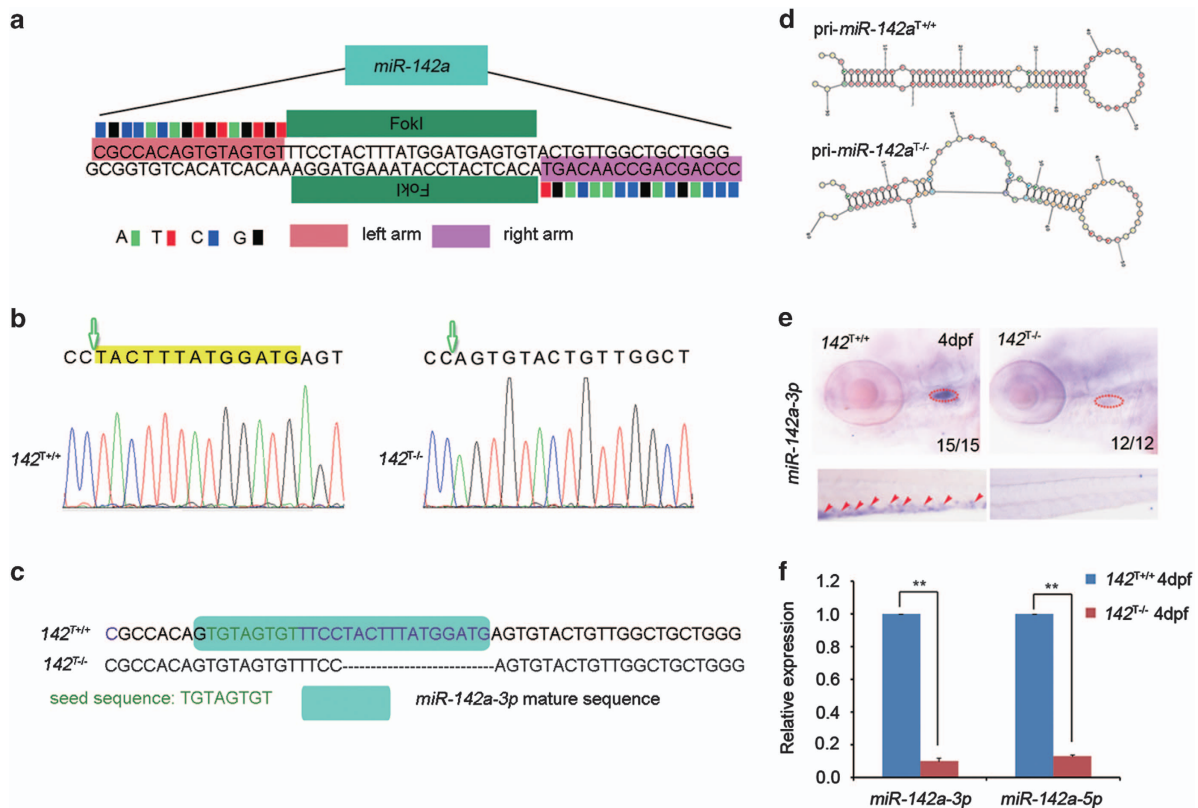 a
miR-142a
FokI
CGCCACAGTGTAGTGTTTCCTACTTTATGGATGAGTGTACTGTTGGCTGCTGGG
GCGGTGTCACATCACAAAGGATGAAATACCTACTCACATGACAACCGACGACCC
FokI
A T C G left arm right arm
b
CCTACTTTATGGATGAGT
CCAGTGTACTGTTGGCT
142T+/+
142T-/-
c
142T+/+ CGCCACAGTGTAGTGTTTCCTACTTTATGGATGAGTGTACTGTTGGCTGCTGGG
142T-/- CGCCACAGTGTAGTGTTTCC-------------AGTGTACTGTTGGCTGCTGGG
seed sequence: TGTAGTGT miR-142a-3p mature sequence
d
pri-miR-142aT+/+
pri-miR-142aT-/-
e
miR-142a-3p
142T+/+ 4dpf
15/15
142T-/-
12/12
f
Relative expression
1.2
1.0
0.8
0.6
0.4
0.2
0.0
**
**
miR-142a-3p
miR-142a-5p
142T+/+ 4dpf
142T-/- 4dpf